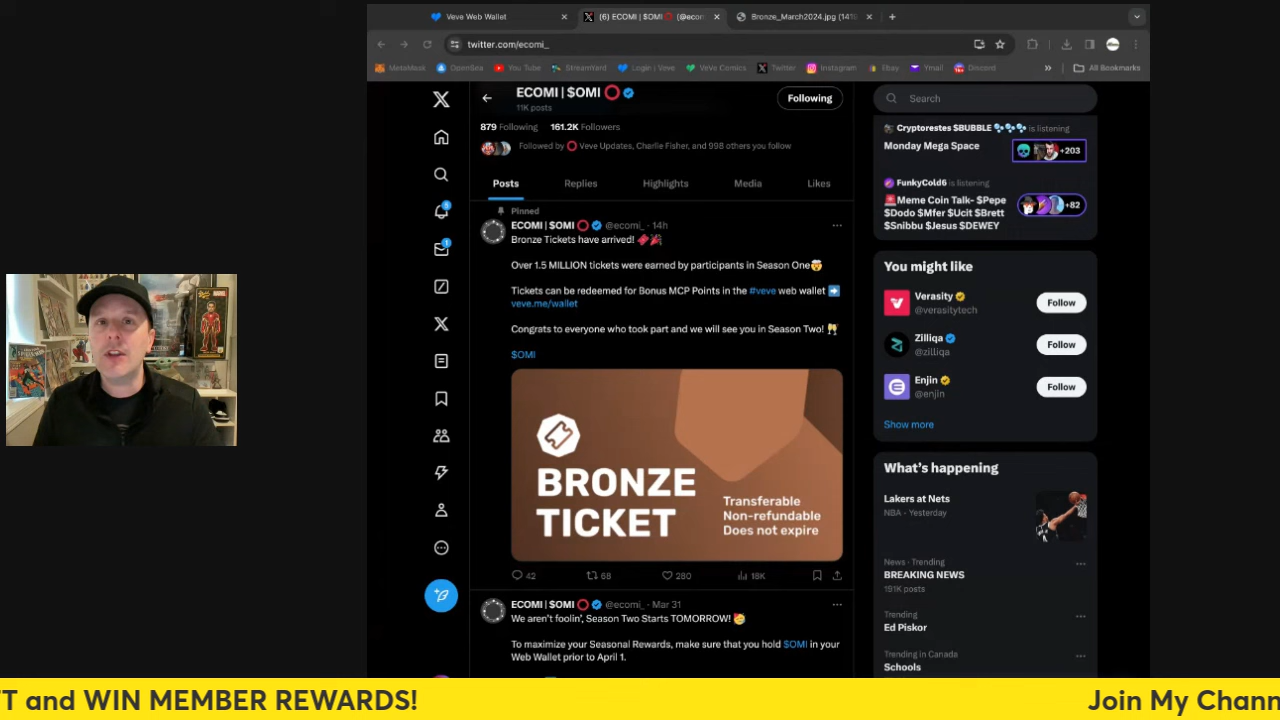 Veve Web Wallet
(6) ECOMI | $OMI ⭕ (@econ
Bronze_March2024.jpg (141
twitter.com/ecomi_
MetaMask
OpenSea
You Tube
StreamYard
Login | Veve
VeVe Comics
Twitter
Instagram
Ebay
Ymail
Discord
All Bookmarks
ECOMI | $OMI ⭕
11K posts
Following
879 Following 161.2K Followers
Followed by ⭕ Veve Updates, Charlie Fisher, and 998 others you follow
Posts Replies Highlights Media Likes
Pinned
ECOMI | $OMI ⭕ @ecomi_ · 14h
Bronze Tickets have arrived! 🎟️🎉
Over 1.5 MILLION tickets were earned by participants in Season One🤯
Tickets can be redeemed for Bonus MCP Points in the #veve web wallet ➡️
veve.me/wallet
Congrats to everyone who took part and we will see you in Season Two! 🥂
$OMI
BRONZE
TICKET
Transferable
Non-refundable
Does not expire
42 68 280 18K
ECOMI | $OMI ⭕ @ecomi_ · Mar 31
We aren't foolin', Season Two Starts TOMORROW! 🥳
To maximize your Seasonal Rewards, make sure that you hold $OMI in your
Web Wallet prior to April 1.
Search
Cryptorestes $BUBBLE 🫧🫧🫧 is listening
Monday Mega Space
+203
FunkyCold6 is listening
🚨Meme Coin Talk- $Pepe
$Dodo $Mfer $Ucit $Brett
$Snibbu $Jesus $DEWEY
+82
You might like
Verasity
@verasitytech
Follow
Zilliqa
@zilliqa
Follow
Enjin
@enjin
Follow
Show more
What's happening
Lakers at Nets
NBA · Yesterday
News · Trending
BREAKING NEWS
191K posts
Trending
Ed Piskor
Trending in Canada
Schools
FT and WIN MEMBER REWARDS!
Join My Chann